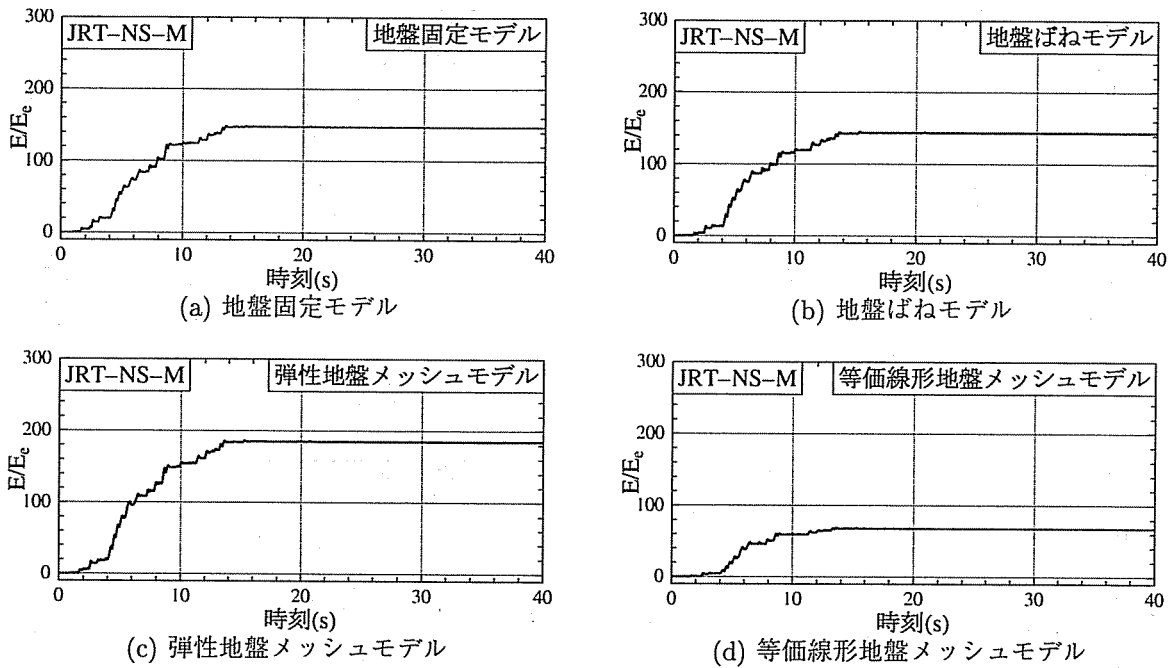 300
JRT–NS–M
地盤固定モデル
200
E/Ee
100
0
0 10 20 30 40
時刻(s)
(a) 地盤固定モデル
300
JRT–NS–M
地盤ばねモデル
200
E/Ee
100
0
0 10 20 30 40
時刻(s)
(b) 地盤ばねモデル
300
JRT–NS–M
弾性地盤メッシュモデル
200
E/Ee
100
0
0 10 20 30 40
時刻(s)
(c) 弾性地盤メッシュモデル
300
JRT–NS–M
等価線形地盤メッシュモデル
200
E/Ee
100
0
0 10 20 30 40
時刻(s)
(d) 等価線形地盤メッシュモデル